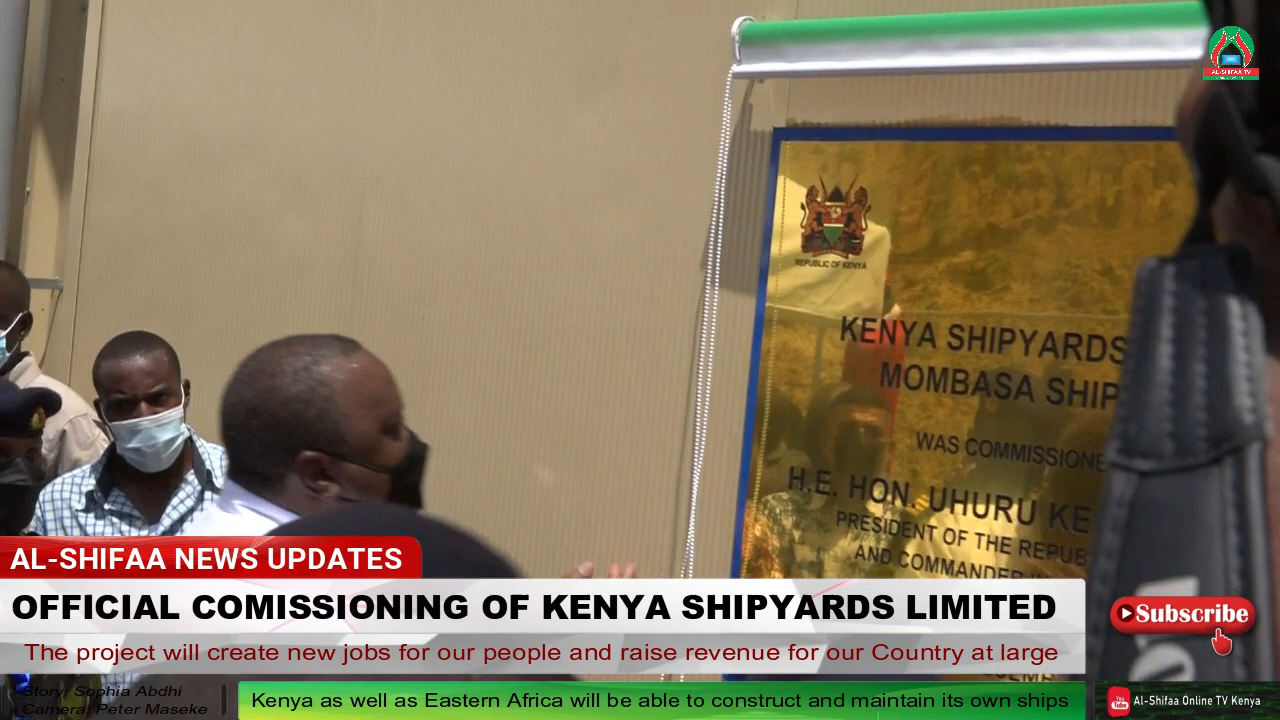 AL-SHIFAA TV
REPUBLIC OF KENYA
KENYA SHIPYARDS
MOMBASA SHIP
WAS COMMISSIONE
H.E. HON. UHURU KE
PRESIDENT OF THE REPUB
AND COMMANDER
AL-SHIFAA NEWS UPDATES
OFFICIAL COMISSIONING OF KENYA SHIPYARDS LIMITED
The project will create new jobs for our people and raise revenue for our Country at large
Subscribe
Story; Sophia Abdhi
Camera; Peter Maseke
Kenya as well as Eastern Africa will be able to construct and maintain its own ships
You Tube
Al-Shifaa Online TV Kenya